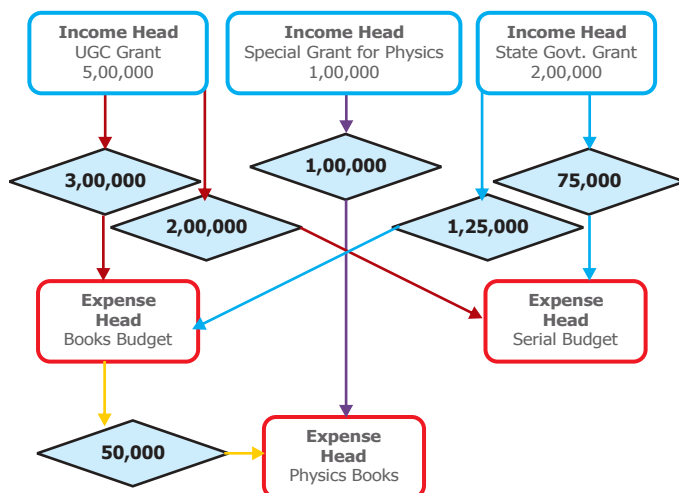 Income Head
UGC Grant
5,00,000
Income Head
Special Grant for Physics
1,00,000
Income Head
State Govt. Grant
2,00,000
3,00,000
1,00,000
75,000
2,00,000
1,25,000
Expense
Head
Books Budget
Expense
Head
Serial Budget
50,000
Expense
Head
Physics Books